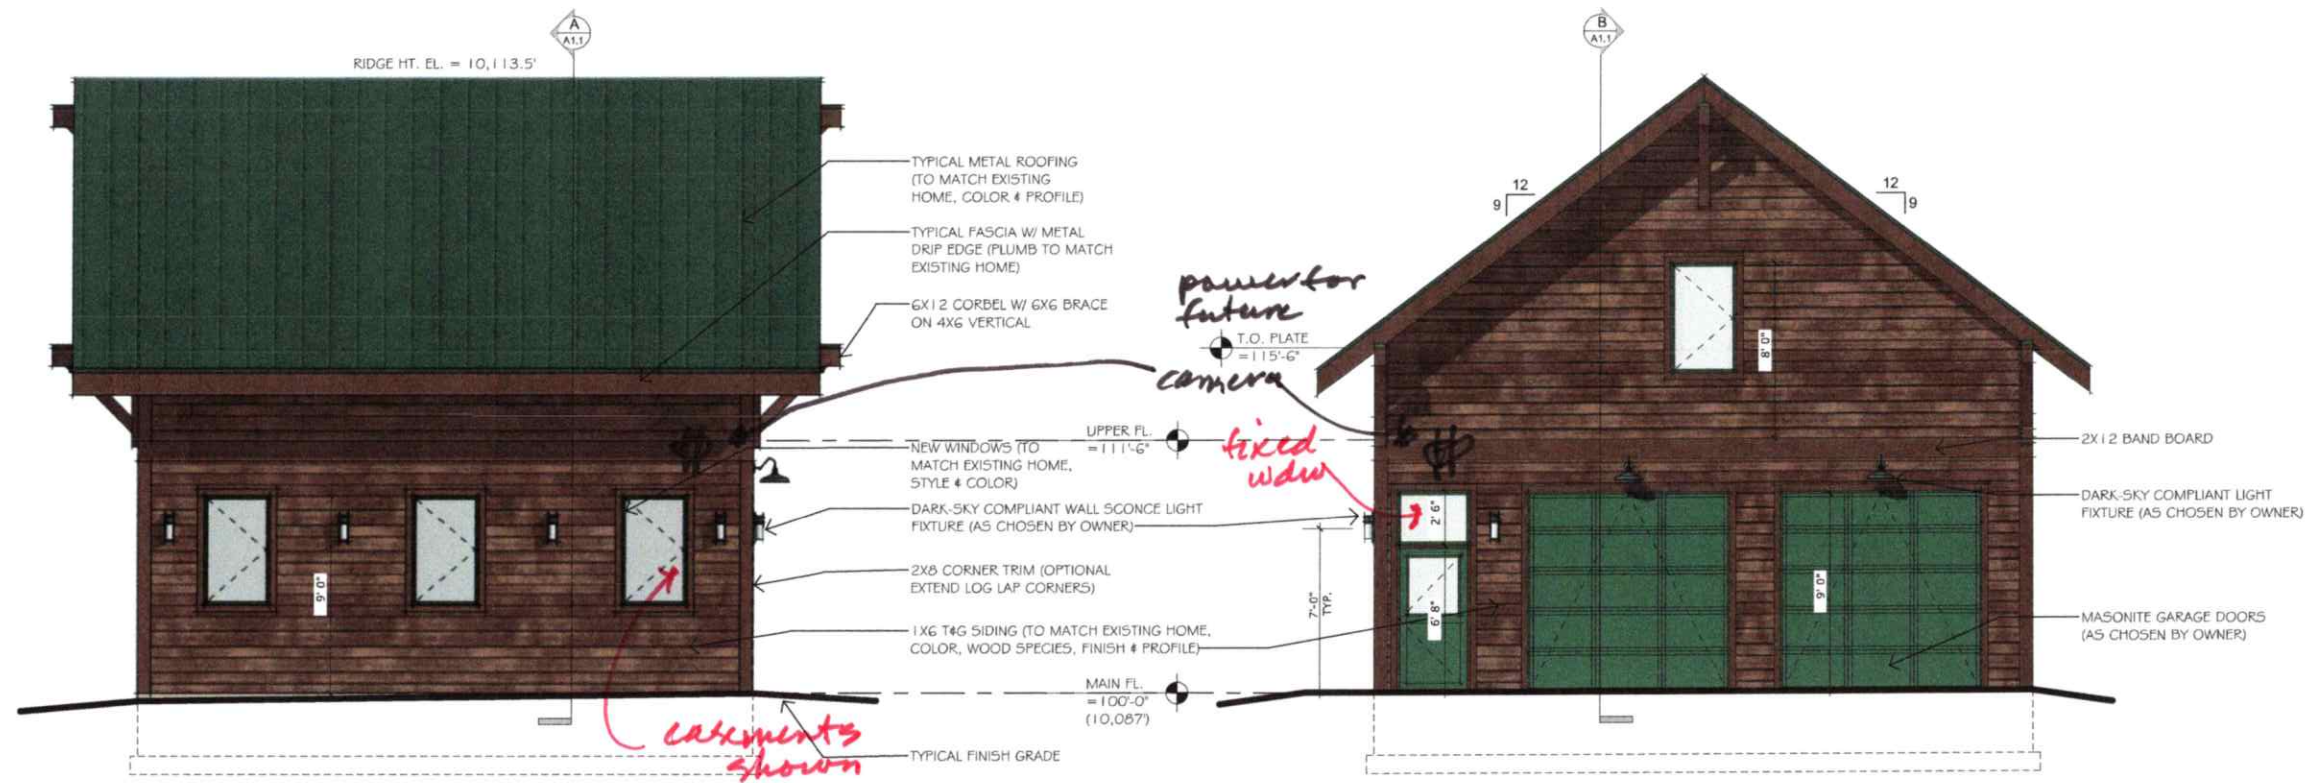 A
A1.1
RIDGE HT. EL. = 10,113.5'
TYPICAL METAL ROOFING
(TO MATCH EXISTING
HOME, COLOR & PROFILE)
TYPICAL FASCIA W/ METAL
DRIP EDGE (PLUMB TO MATCH
EXISTING HOME)
6X12 CORBEL W/ 6X6 BRACE
ON 4X6 VERTICAL
NEW WINDOWS (TO
MATCH EXISTING HOME,
STYLE & COLOR)
DARK-SKY COMPLIANT WALL SCONCE LIGHT
FIXTURE (AS CHOSEN BY OWNER)
2X8 CORNER TRIM (OPTIONAL
EXTEND LOG LAP CORNERS)
1X6 T&G SIDING (TO MATCH EXISTING HOME,
COLOR, WOOD SPECIES, FINISH & PROFILE)
TYPICAL FINISH GRADE
9' 0"
casements
shown
power for
future
camera
T.O. PLATE
=115'-6"
UPPER FL.
=111'-6"
MAIN FL.
=100'-0"
(10,087')
fixed
wdw
7'-0"
TYP.
B
A1.1
12
9
12
9
8' 0"
2' 6"
6' 8"
9' 0"
2X12 BAND BOARD
DARK-SKY COMPLIANT LIGHT
FIXTURE (AS CHOSEN BY OWNER)
MASONITE GARAGE DOORS
(AS CHOSEN BY OWNER)